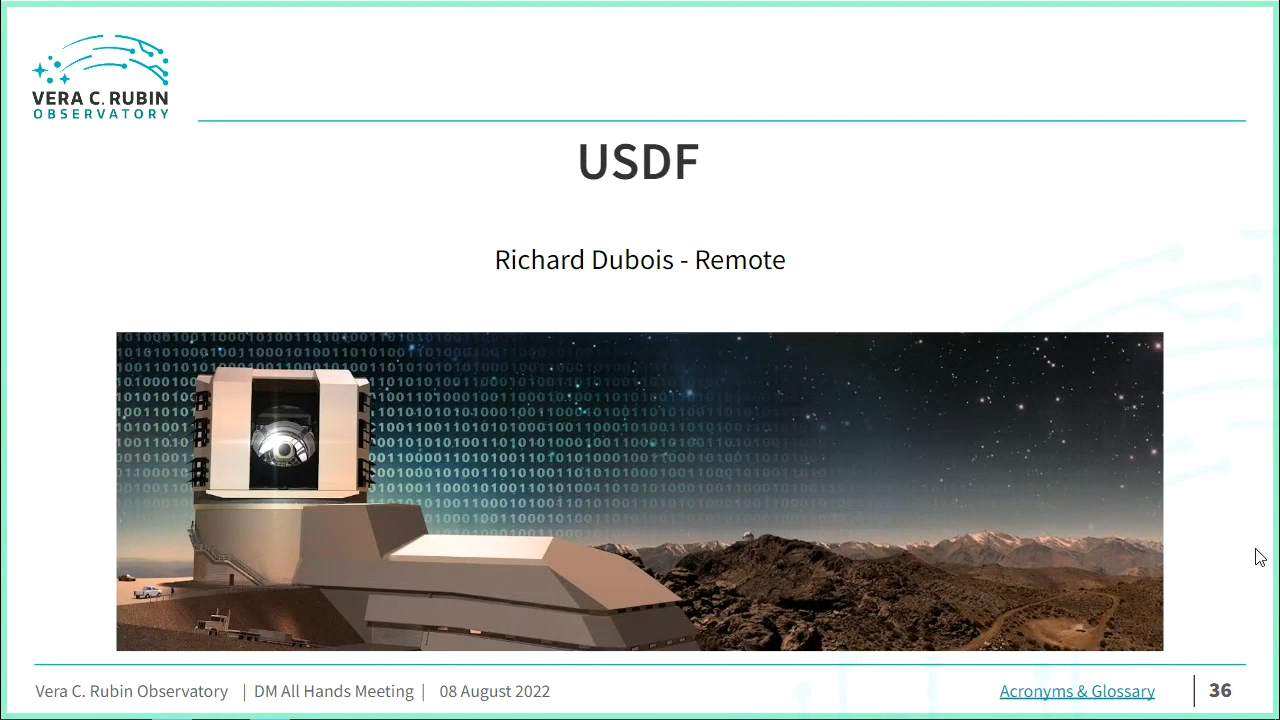 VERA C. RUBIN
OBSERVATORY
USDF
Richard Dubois - Remote
Vera C. Rubin Observatory | DM All Hands Meeting | 08 August 2022
Acronyms & Glossary
36